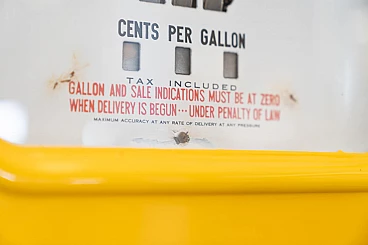 CENTS PER GALLON
TAX INCLUDED
GALLON AND SALE INDICATIONS MUST BE AT ZERO
WHEN DELIVERY IS BEGUN··· UNDER PENALTY OF LAW
MAXIMUM ACCURACY AT ANY RATE OF DELIVERY AT ANY PRESSURE